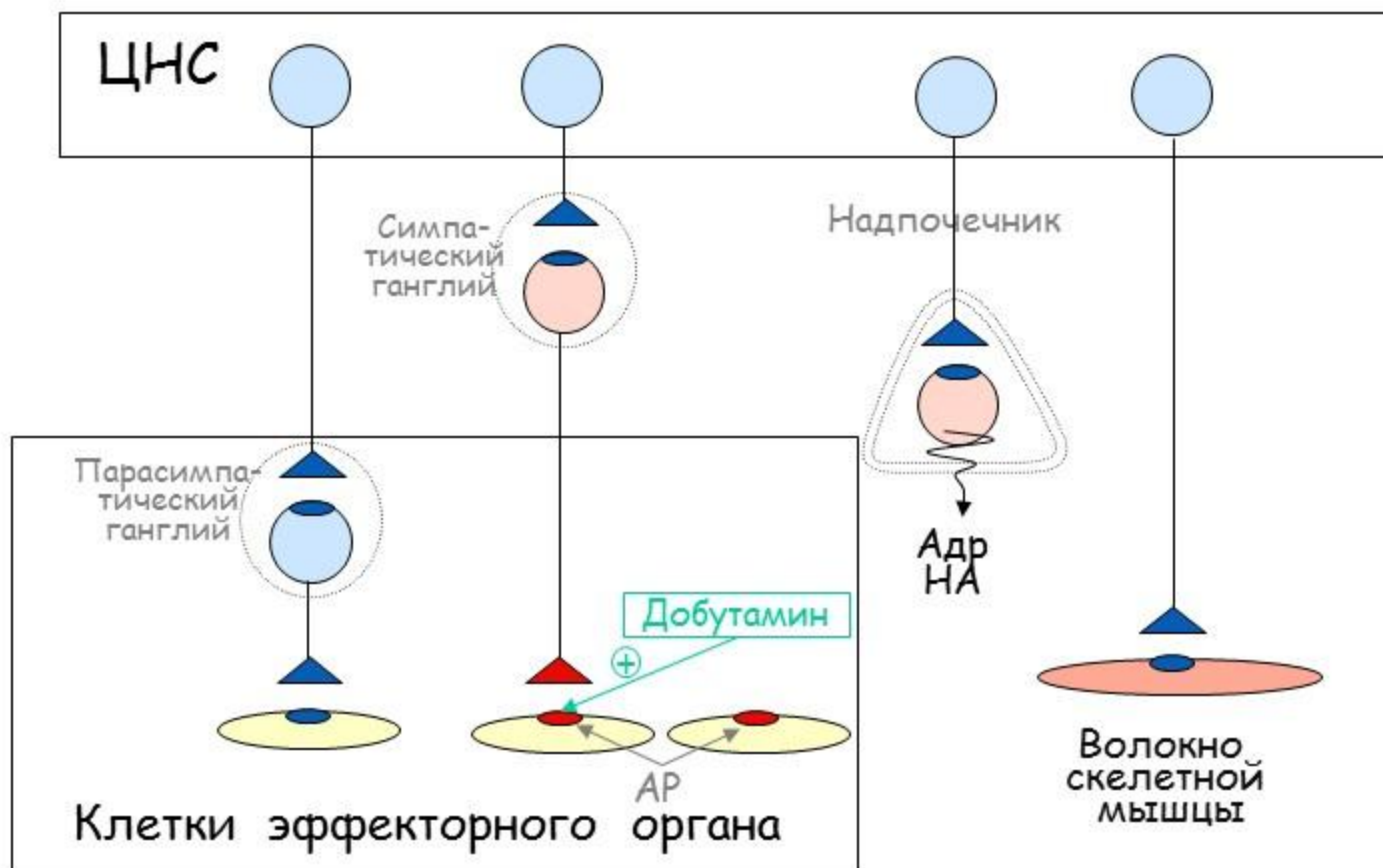 ЦНС
Симпа-
тический
ганглий
Надпочечник
Парасимпа-
тический
ганглий
Адр
НА
Добутамин
+
АР
Волокно
скелетной
мышцы
Клетки эффекторного органа